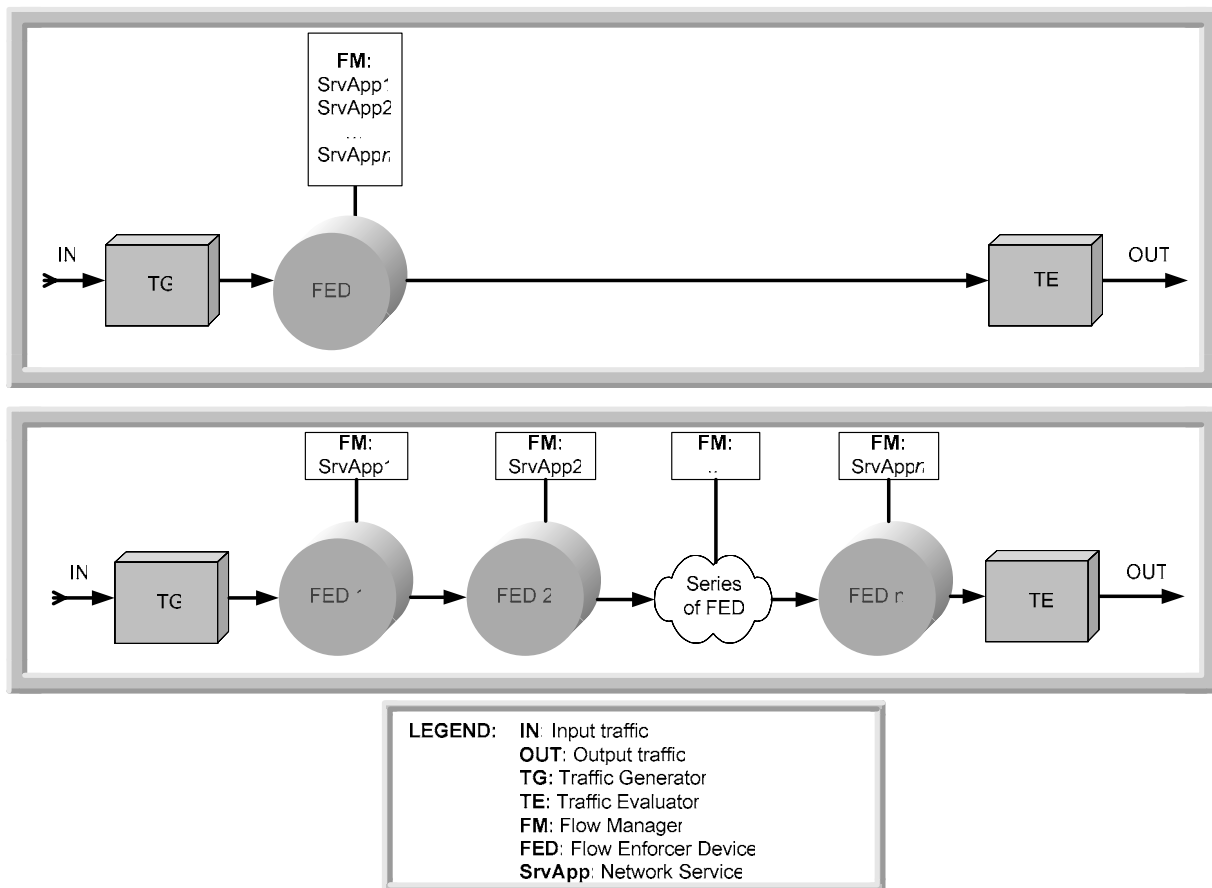 FM:
SrvApp1
SrvApp2
...
SrvAppn
IN
TG
FED
TE
OUT
FM:
SrvApp1
FM:
SrvApp2
FM:
..
FM:
SrvAppn
IN
TG
FED 1
FED 2
Series
of FED
FED n
TE
OUT
LEGEND: IN: Input traffic
OUT: Output traffic
TG: Traffic Generator
TE: Traffic Evaluator
FM: Flow Manager
FED: Flow Enforcer Device
SrvApp: Network Service